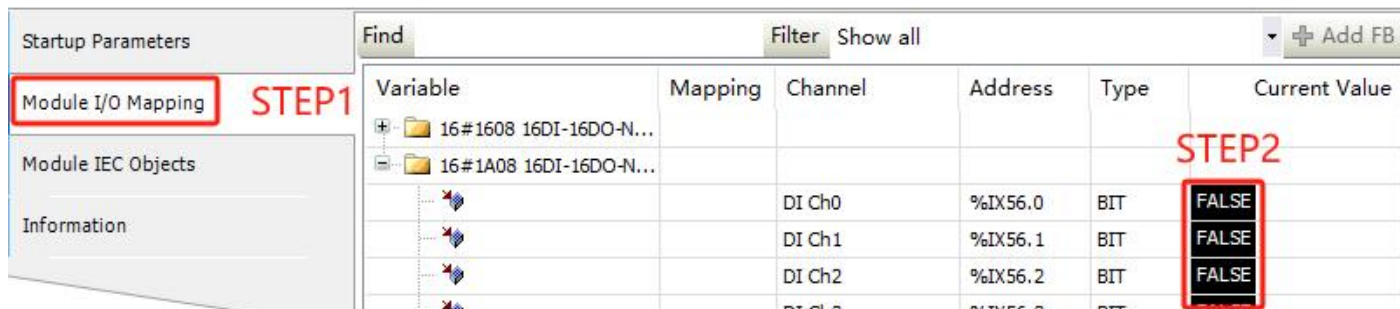 Startup Parameters
Module I/O Mapping
STEP1
Module IEC Objects
Information
Find Filter Show all Add FB
Variable Mapping Channel Address Type Current Value
16#1608 16DI-16DO-N...
16#1A08 16DI-16DO-N...
STEP2
DI Ch0 %IX56.0 BIT FALSE
DI Ch1 %IX56.1 BIT FALSE
DI Ch2 %IX56.2 BIT FALSE